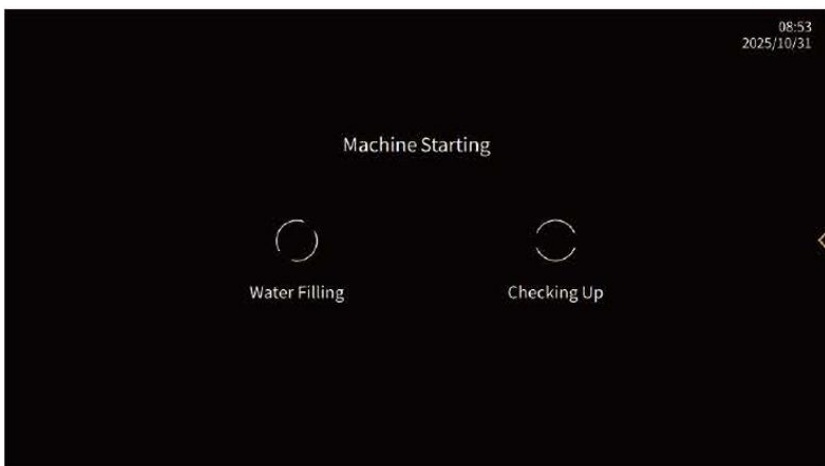 08:53
2025/10/31
Machine Starting
Water Filling
Checking Up